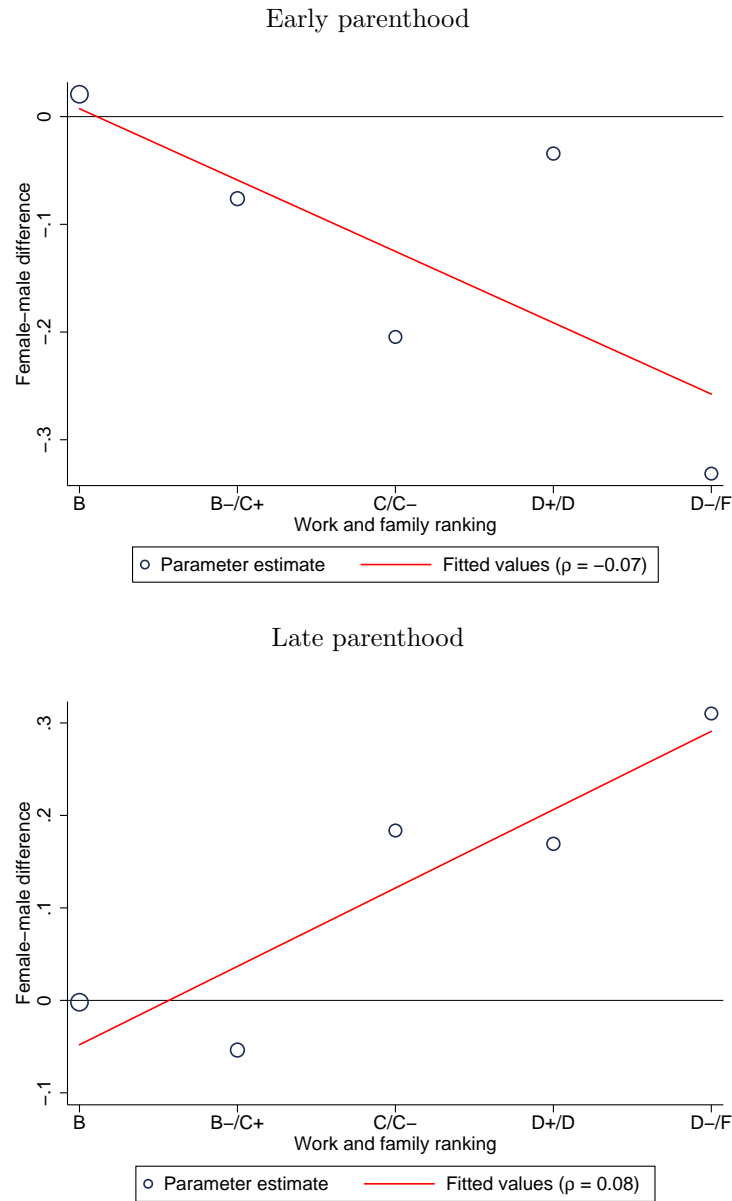 Early parenthood
0
−.1
−.2
−.3
Female−male difference
B
B−/C+
C/C−
D+/D
D−/F
Work and family ranking
Parameter estimate
Fitted values (ρ = −0.07)
Late parenthood
.3
.2
.1
0
−.1
Female−male difference
B
B−/C+
C/C−
D+/D
D−/F
Work and family ranking
Parameter estimate
Fitted values (ρ = 0.08)